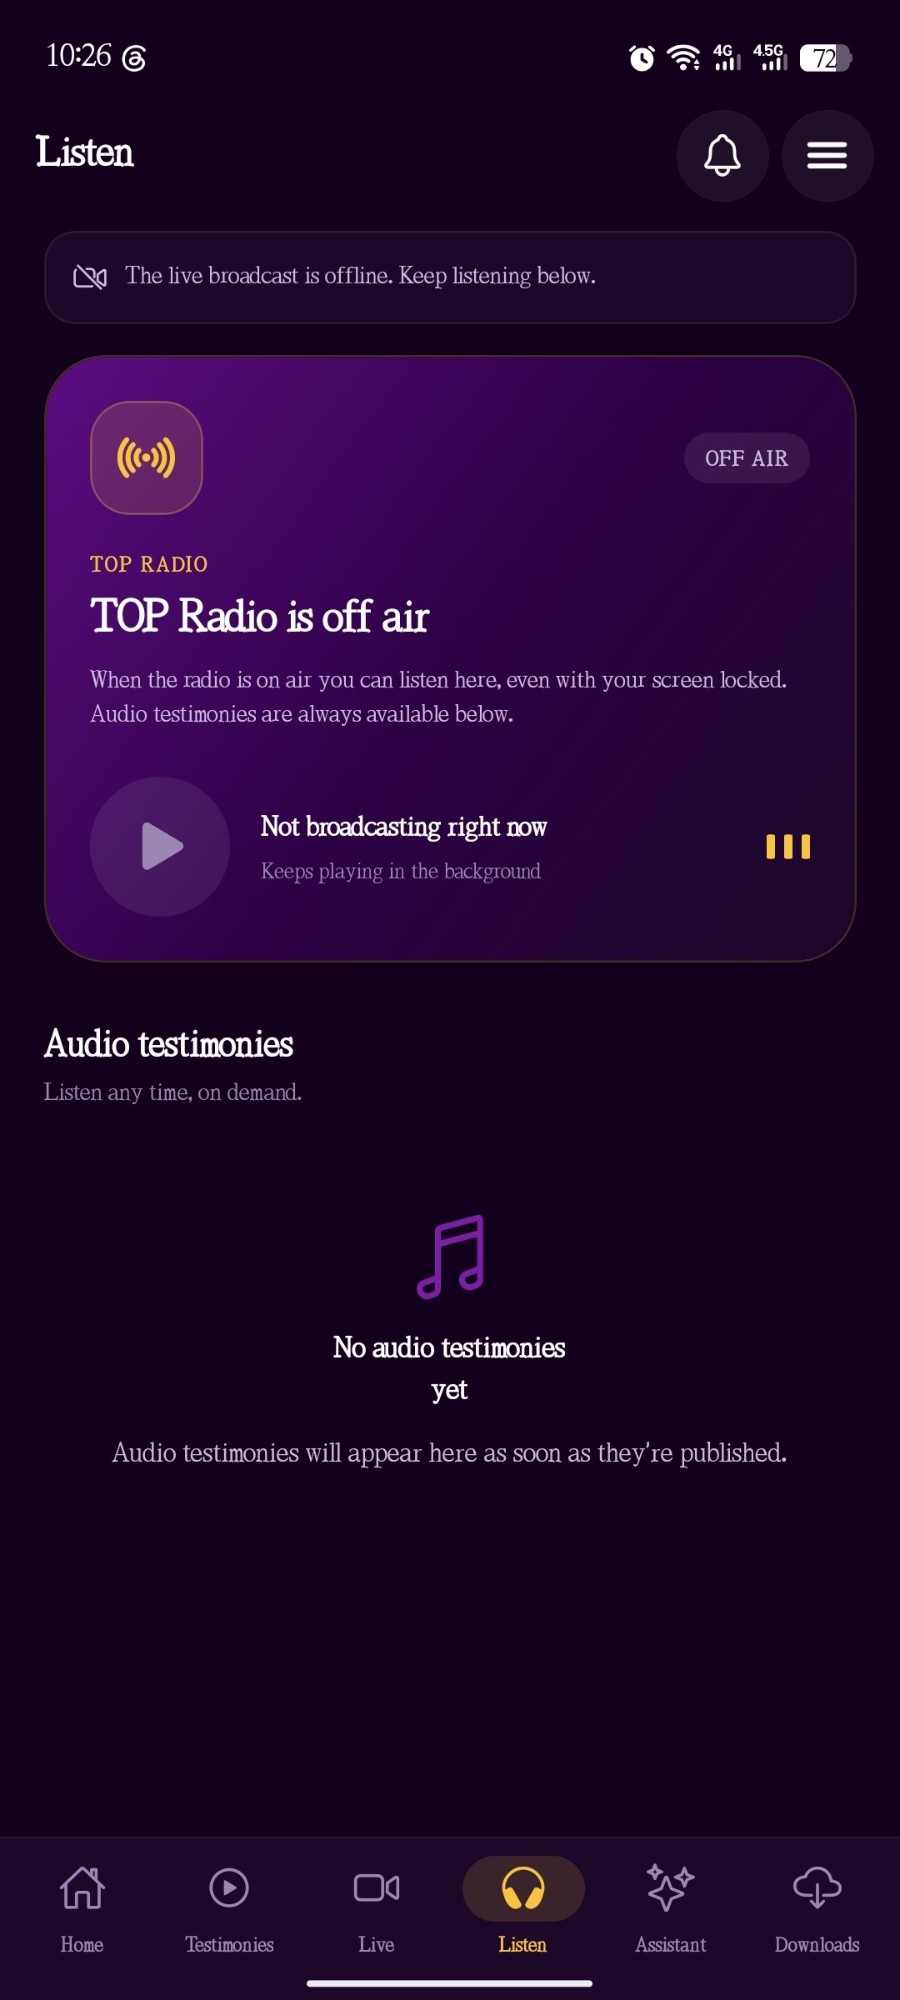 10:26
4G 4.5G 72
Listen
The live broadcast is offline. Keep listening below.
OFF AIR
TOP RADIO
TOP Radio is off air
When the radio is on air you can listen here, even with your screen locked.
Audio testimonies are always available below.
Not broadcasting right now
Keeps playing in the background
Audio testimonies
Listen any time, on demand.
No audio testimonies
yet
Audio testimonies will appear here as soon as they're published.
Home Testimonies Live Listen Assistant Downloads